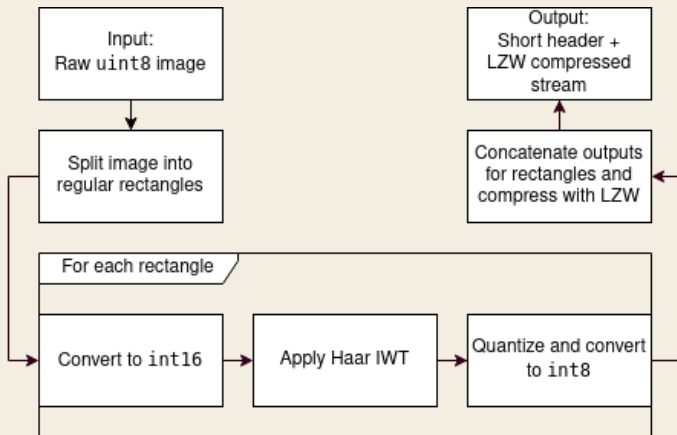 Input:
Raw uint8 image
Split image into
regular rectangles
For each rectangle
Convert to int16
Apply Haar IWT
Quantize and convert
to int8
Concatenate outputs
for rectangles and
compress with LZW
Output:
Short header +
LZW compressed
stream